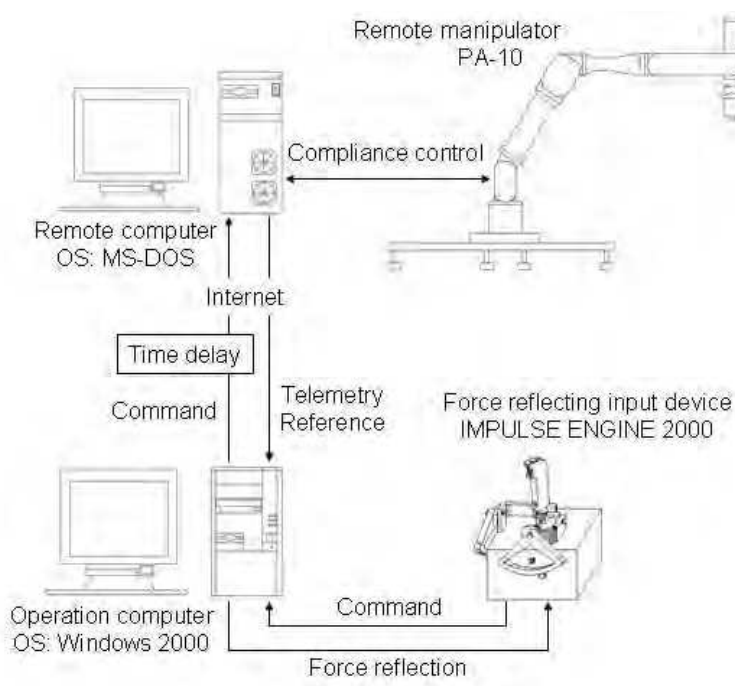 Remote manipulator
PA-10
Compliance control
Remote computer
OS: MS-DOS
Internet
Time delay
Command
Telemetry
Reference
Force reflecting input device
IMPULSE ENGINE 2000
Operation computer
OS: Windows 2000
Command
Force reflection